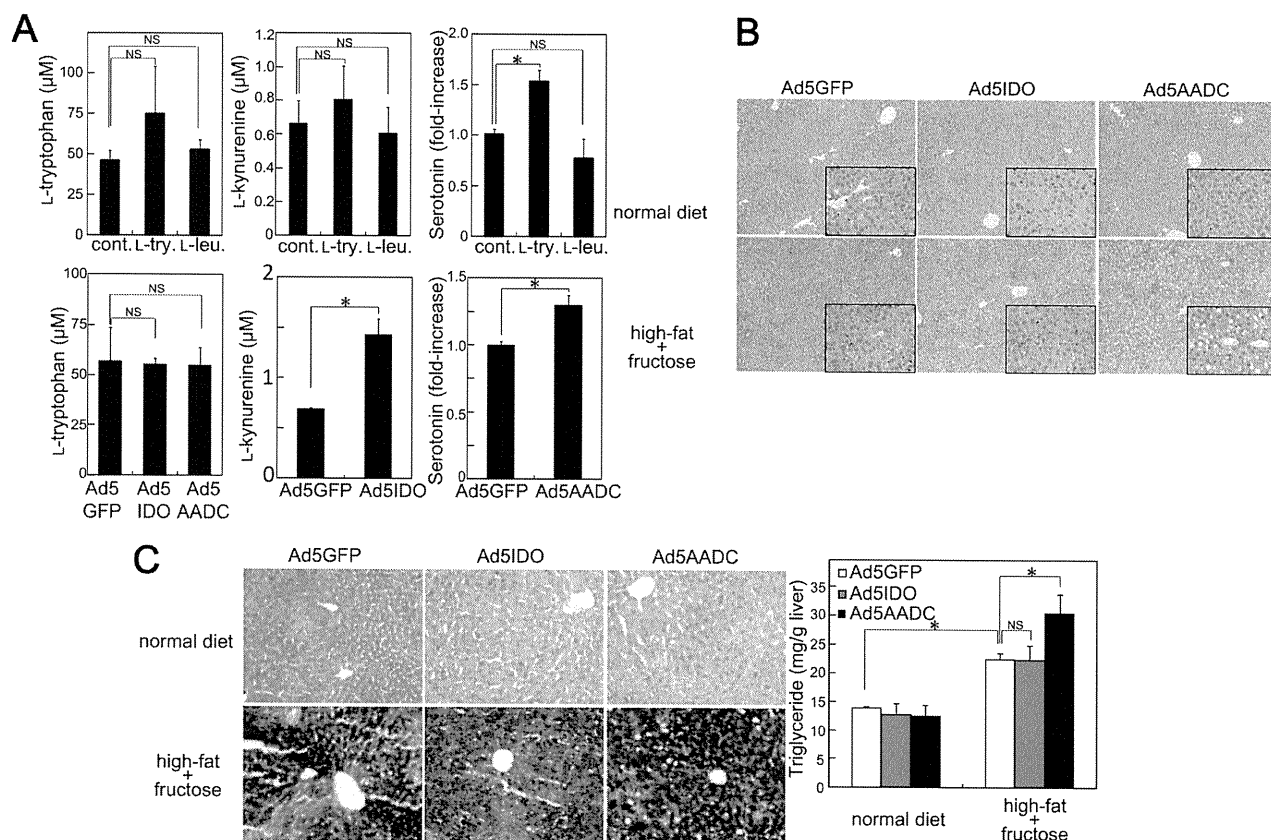 A
L-tryptophan (µM)
100
75
50
25
0
NS
NS
cont. L-try. L-leu.
L-kynurenine (µM)
1.2
1.0
0.8
0.6
0.4
0.2
0
NS
NS
cont. L-try. L-leu.
Serotonin (fold-increase)
2.0
1.5
1.0
0.5
0
NS
*
cont. L-try. L-leu.
L-tryptophan (µM)
100
75
50
25
0
NS
NS
Ad5 GFP
Ad5 IDO
Ad5 AADC
L-kynurenine (µM)
2
1
0
*
Ad5GFP Ad5IDO
Serotonin (fold-increase)
1.5
1.0
0.5
0
*
Ad5GFP Ad5AADC
B
Ad5GFP Ad5IDO Ad5AADC
normal diet
high-fat
+
fructose
C
Ad5GFP Ad5IDO Ad5AADC
normal diet
high-fat
+
fructose
Triglyceride (mg/g liver)
35
30
25
20
15
10
5
0
Ad5GFP
Ad5IDO
Ad5AADC
*
*
NS
normal diet
high-fat
+
fructose